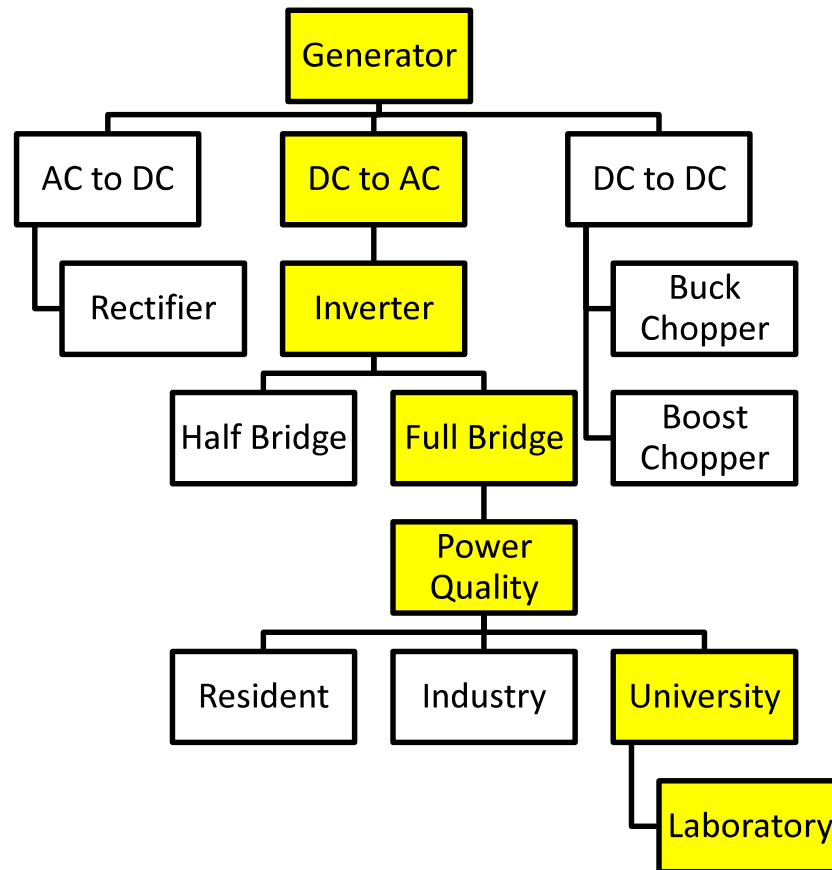 Generator
AC to DC
DC to AC
DC to DC
Rectifier
Inverter
Buck
Chopper
Half Bridge
Full Bridge
Boost
Chopper
Power
Quality
Resident
Industry
University
Laboratory